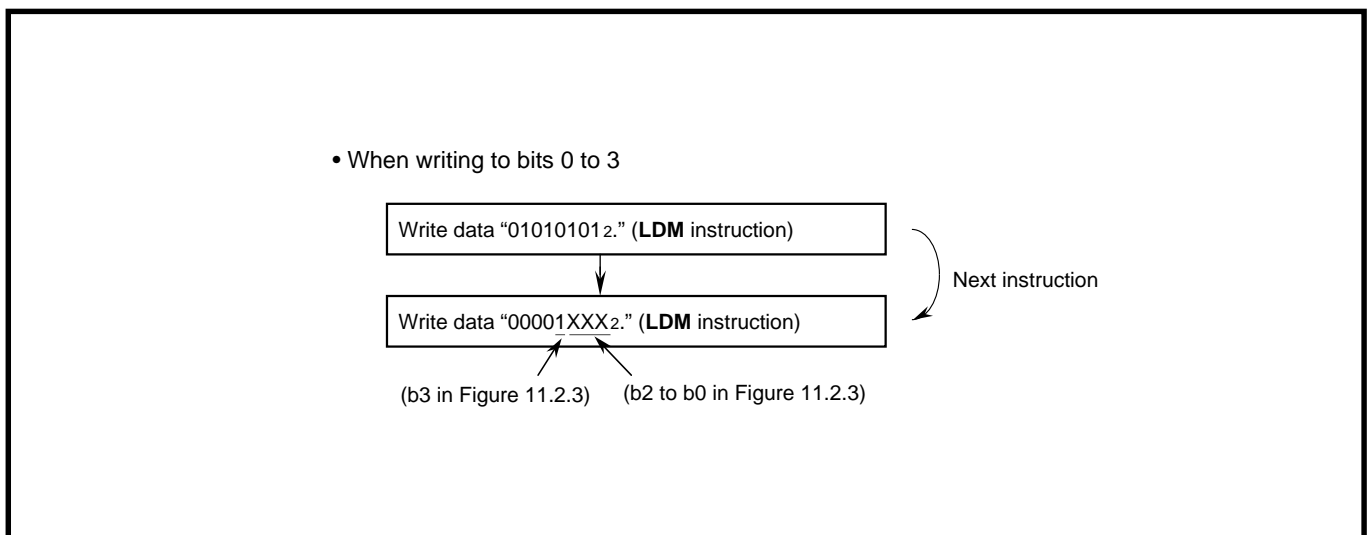 • When writing to bits 0 to 3
Write data “01010101₂.” (LDM instruction)
Next instruction
Write data “00001XXX₂.” (LDM instruction)
(b3 in Figure 11.2.3) (b2 to b0 in Figure 11.2.3)